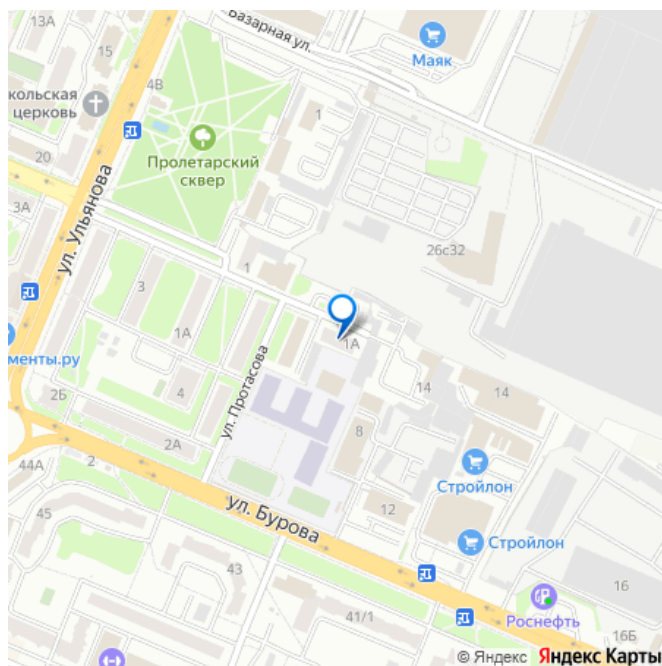 13А
Базарная ул.
Маяк
15
4В
кольская
церковь
1
Пролетарский
сквер
20
3А
ул. Ульянова
26с32
1
3
1А
1А
ул. Протасова
менты.ру
4
14
14
2Б
8
2А
44А
2
Стройлон
ул. Бурова
12
45
Стройлон
43
16
Роснефть
41/1
16Б
© Яндекс Яндекс Карты